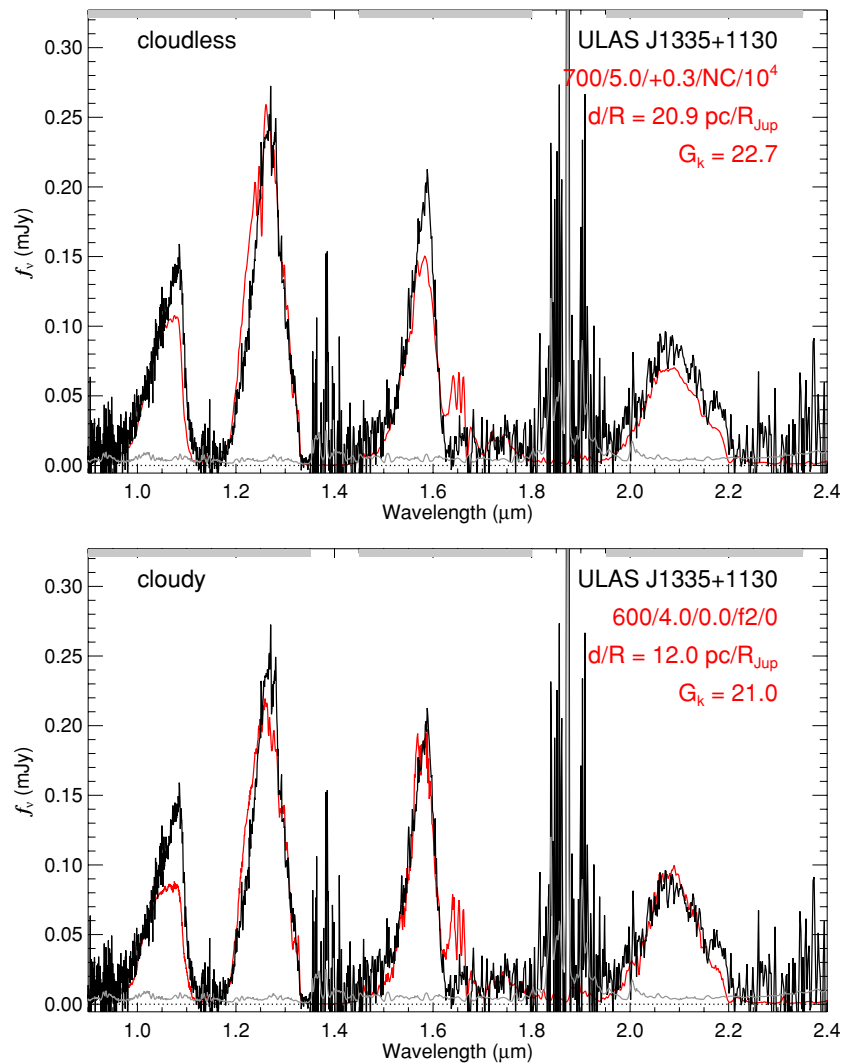 cloudless
ULAS J1335+1130
700/5.0/+0.3/NC/10⁴
d/R = 20.9 pc/R_Jup
G_k = 22.7
0.30
0.25
0.20
0.15
0.10
0.05
0.00
f_ν (mJy)
1.0 1.2 1.4 1.6 1.8 2.0 2.2 2.4
Wavelength (μm)
cloudy
ULAS J1335+1130
600/4.0/0.0/f2/0
d/R = 12.0 pc/R_Jup
G_k = 21.0
0.30
0.25
0.20
0.15
0.10
0.05
0.00
f_ν (mJy)
1.0 1.2 1.4 1.6 1.8 2.0 2.2 2.4
Wavelength (μm)